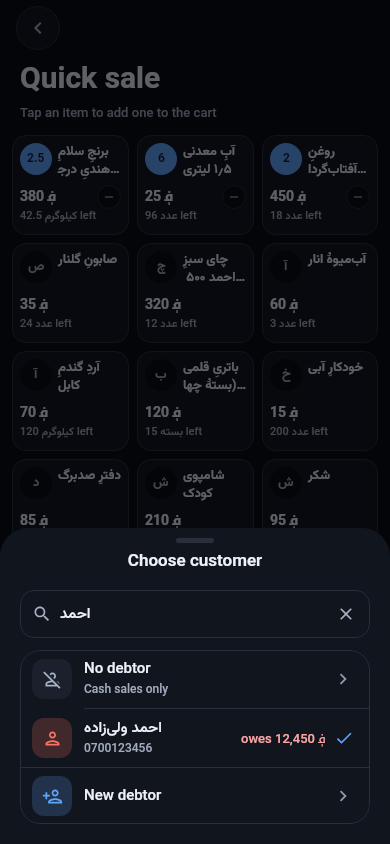 Quick sale
Tap an item to add one to the cart
2.5
برنج سلام
هندی درج...
380 ؋
42.5 کیلوگرم left
6
آب معدنی
۱٫۵ لیتری
25 ؋
96 عدد left
2
روغن
آفتاب‌گردا...
450 ؋
18 عدد left
ص
صابون گلنار
35 ؋
24 عدد left
چ
چای سبز
احمد ۵۰۰...
320 ؋
12 عدد left
آ
آب‌میوهٔ انار
60 ؋
3 عدد left
آ
آرد گندم
کابل
70 ؋
120 کیلوگرم left
ب
باتری قلمی
(بستهٔ چها...
120 ؋
15 بسته left
خ
خودکار آبی
15 ؋
200 عدد left
د
دفتر صدبرگ
85 ؋
ش
شامپوی
کودک
210 ؋
ش
شکر
95 ؋
Choose customer
احمد
No debtor
Cash sales only
احمد ولی‌زاده
0700123456
owes 12,450 ؋
New debtor